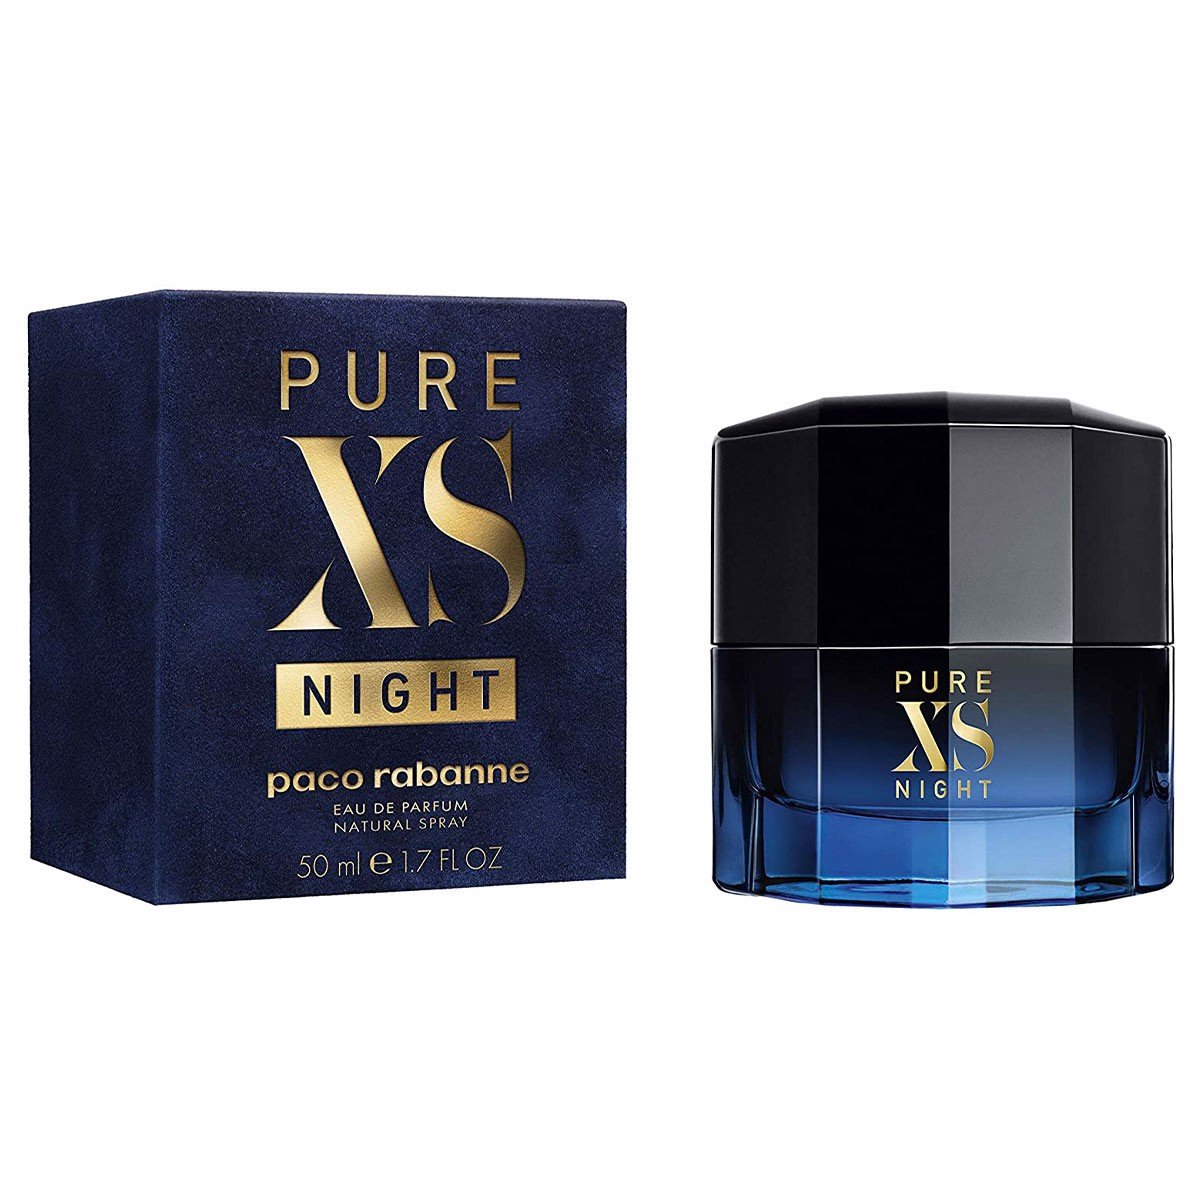 PURE
XS
NIGHT
paco rabanne
EAU DE PARFUM
NATURAL SPRAY
50 ml ℮ 1.7 FL OZ
PURE
XS
NIGHT